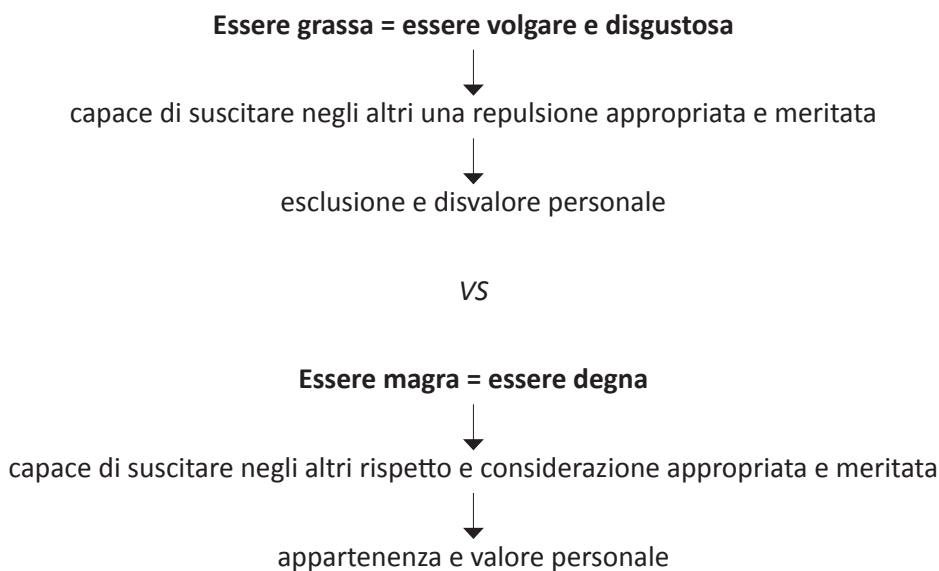 Essere grassa = essere volgare e disgustosa
capace di suscitare negli altri una repulsione appropriata e meritata
esclusione e disvalore personale
VS
Essere magra = essere degna
capace di suscitare negli altri rispetto e considerazione appropriata e meritata
appartenenza e valore personale